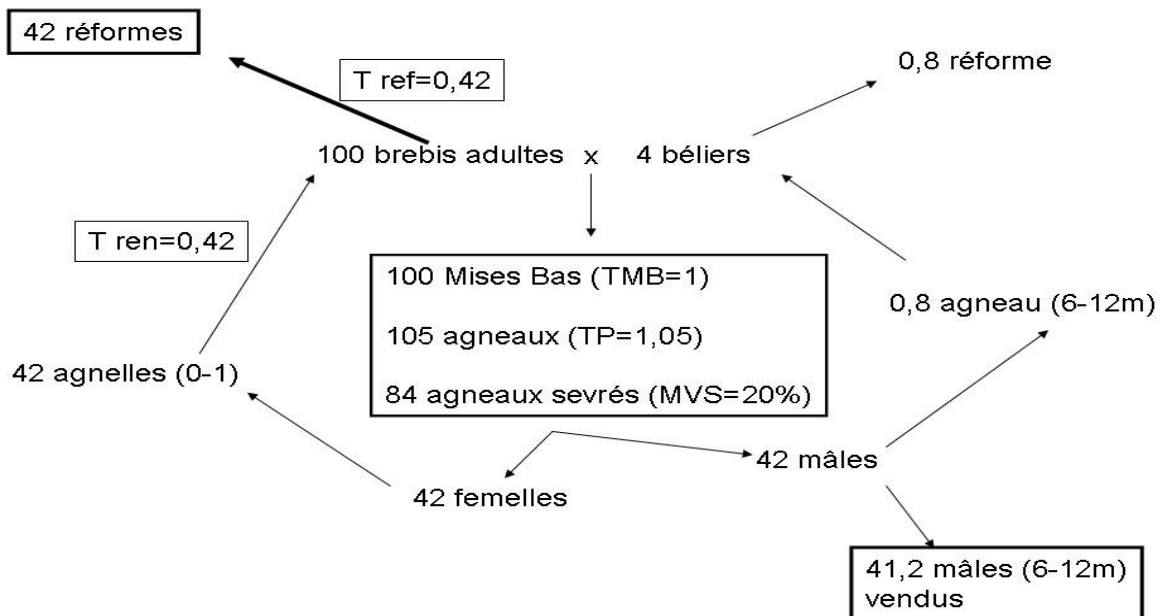 42 réformes
T ref=0,42
0,8 réforme
100 brebis adultes x 4 béliers
T ren=0,42
100 Mises Bas (TMB=1)
105 agneaux (TP=1,05)
84 agneaux sevrés (MVS=20%)
0,8 agneau (6-12m)
42 agnelles (0-1)
42 mâles
42 femelles
41,2 mâles (6-12m)
vendus